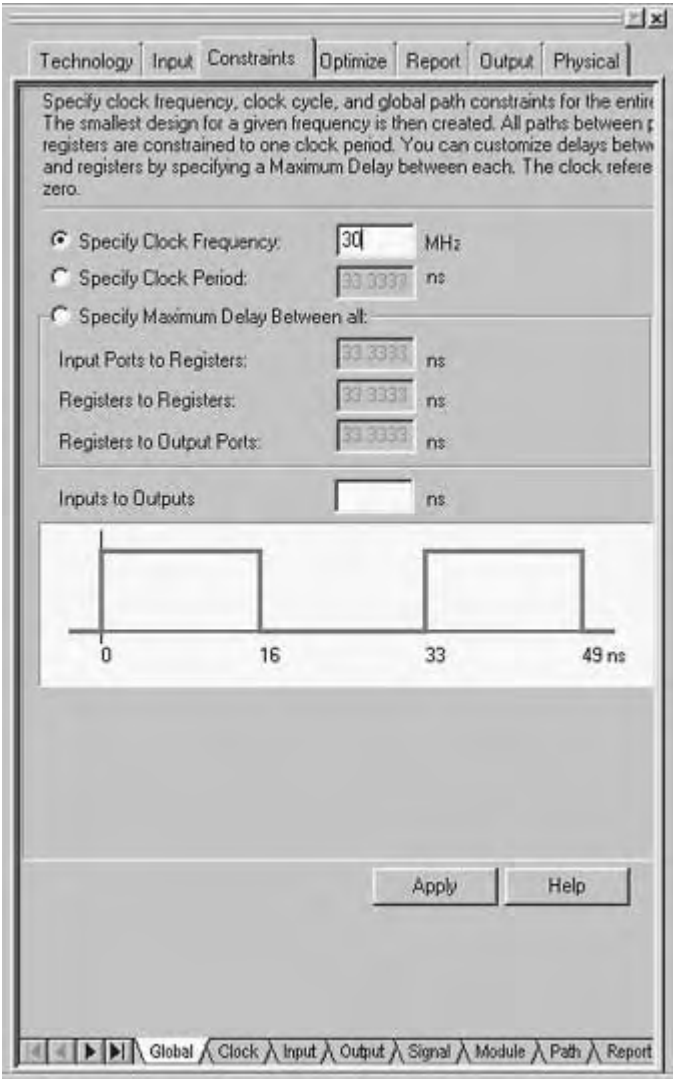 Technology Input Constraints Optimize Report Output Physical
Specify clock frequency, clock cycle, and global path constraints for the entire
The smallest design for a given frequency is then created. All paths between
registers are constrained to one clock period. You can customize delays betw
and registers by specifying a Maximum Delay between each. The clock refere
zero.
Specify Clock Frequency: 30 MHz
Specify Clock Period: 33.3333 ns
Specify Maximum Delay Between all:
Input Ports to Registers: 33.3333 ns
Registers to Registers: 33.3333 ns
Registers to Output Ports: 33.3333 ns
Inputs to Outputs ns
0 16 33 49 ns
Apply Help
Global Clock Input Output Signal Module Path Report